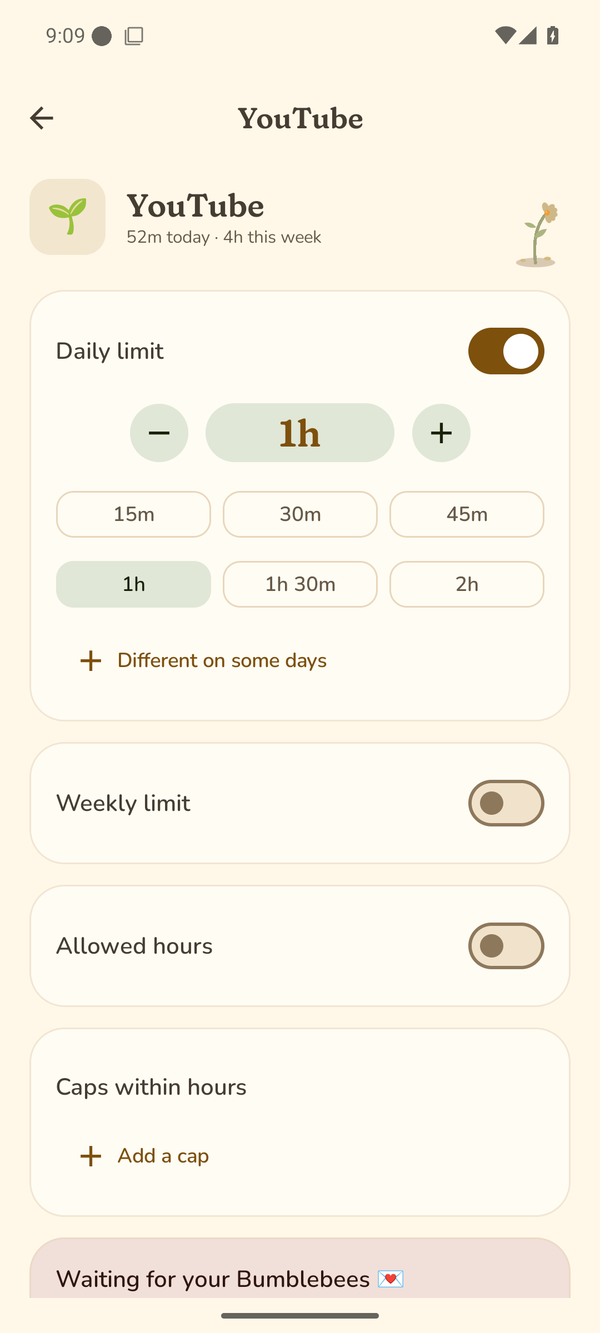 9:09
YouTube
YouTube
52m today · 4h this week
Daily limit
1h
15m
30m
45m
1h
1h 30m
2h
Different on some days
Weekly limit
Allowed hours
Caps within hours
Add a cap
Waiting for your Bumblebees 💌